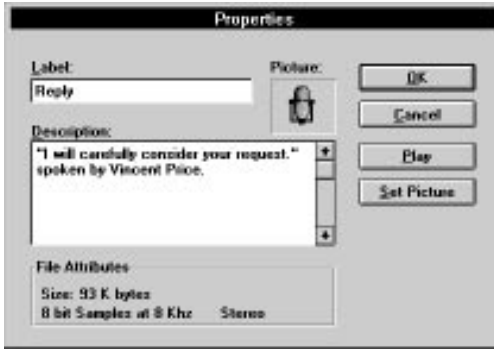 Properties
Label:
Picture:
Reply
Description:
"I will carefully consider your request."
spoken by Vincent Price.
OK
Cancel
Play
Set Picture
File Attributes
Size: 93 K bytes
8 bit Samples at 8 Khz Stereo